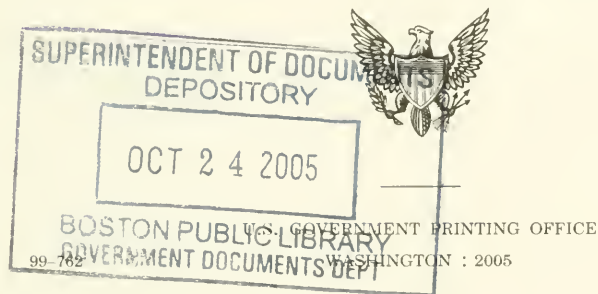 SUPERINTENDENT OF DOCUMENTS
DEPOSITORY
OCT 2 4 2005
BOSTON PUBLIC LIBRARY
GOVERNMENT DOCUMENTS DEPT
U.S. GOVERNMENT PRINTING OFFICE
99–762 WASHINGTON : 2005